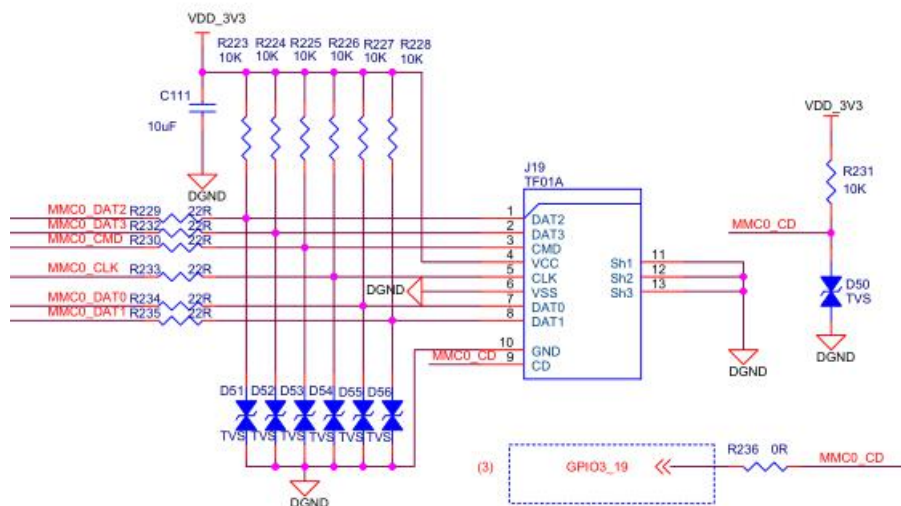 VDD_3V3
R223 R224 R225 R226 R227 R228
10K 10K 10K 10K 10K 10K
C111
10uF
DGND
VDD_3V3
R231
10K
J19
TF01A
MMC0_DAT2 R229 22R 1 DAT2
MMC0_DAT3 R232 22R 2 DAT3
MMC0_CMD R230 22R 3 CMD
4 VCC Sh1 11
MMC0_CLK R233 22R 5 CLK Sh2 12
DGND 6 VSS Sh3 13
MMC0_DAT0 R234 22R 7 DAT0
MMC0_DAT1 R235 22R 8 DAT1
10 GND
MMC0_CD 9 CD
MMC0_CD
D50
TVS
DGND
DGND
D51 D52 D53 D54 D55 D56
TVS TVS TVS TVS TVS TVS
DGND
(3) GPIO3_19 R236 0R MMC0_CD